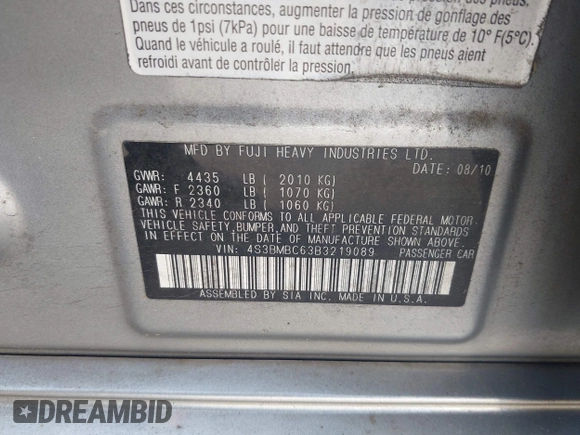 Dans ces circonstances, augmenter la pression de gonflage des
pneus de 1psi (7kPa) pour une baisse de température de 10° F(5°C).
Quand le véhicule a roulé, il faut attendre que les pneus aient
refroidi avant de contrôler la pression.
MFD BY FUJI HEAVY INDUSTRIES LTD.
DATE: 08/10
GVWR: 4435 LB ( 2010 KG)
GAWR: F 2360 LB ( 1070 KG)
GAWR: R 2340 LB ( 1060 KG)
THIS VEHICLE CONFORMS TO ALL APPLICABLE FEDERAL MOTOR
VEHICLE SAFETY, BUMPER, AND THEFT PREVENTION STANDARDS
IN EFFECT ON THE DATE OF MANUFACTURE SHOWN ABOVE.
VIN: 4S3BMBC63B3219089 PASSENGER CAR
ASSEMBLED BY SIA INC. MADE IN U.S.A.
DREAMBID